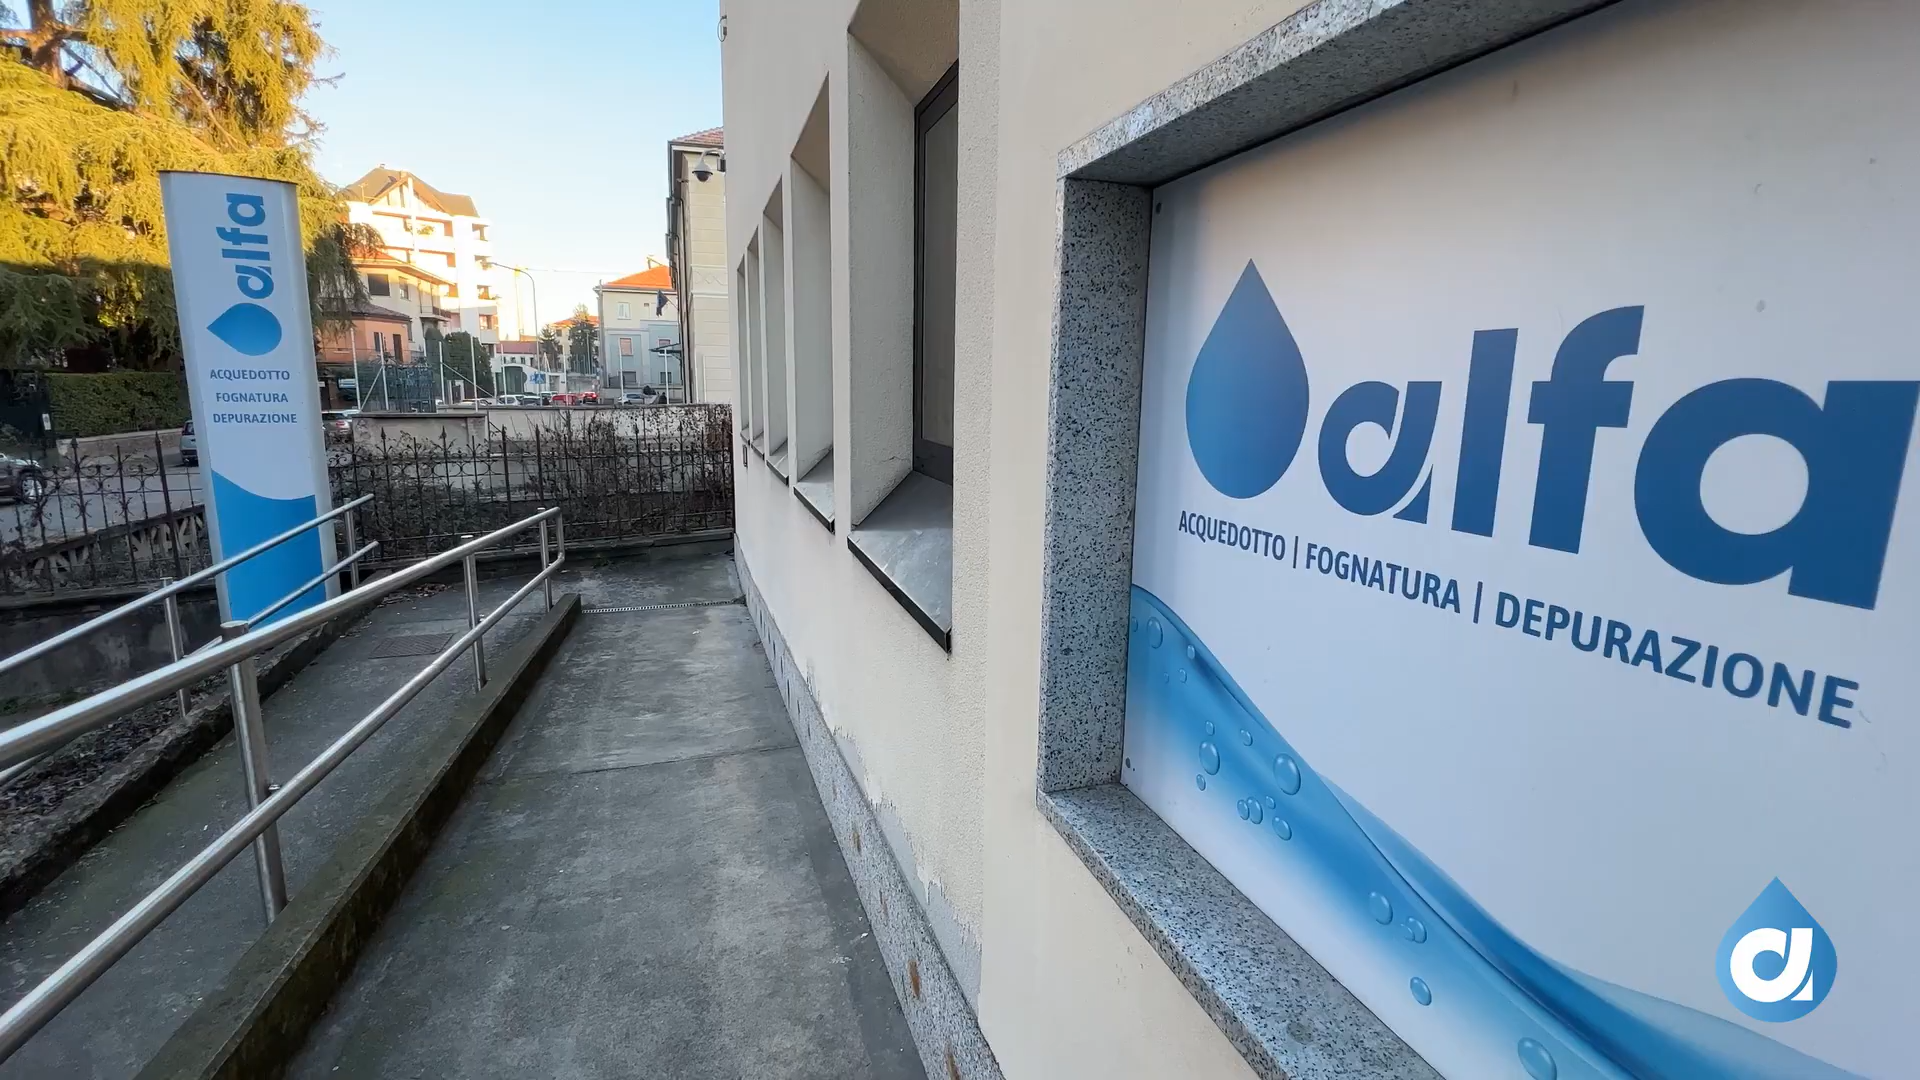 alfa
ACQUEDOTTO
FOGNATURA
DEPURAZIONE
alfa
ACQUEDOTTO | FOGNATURA | DEPURAZIONE
a